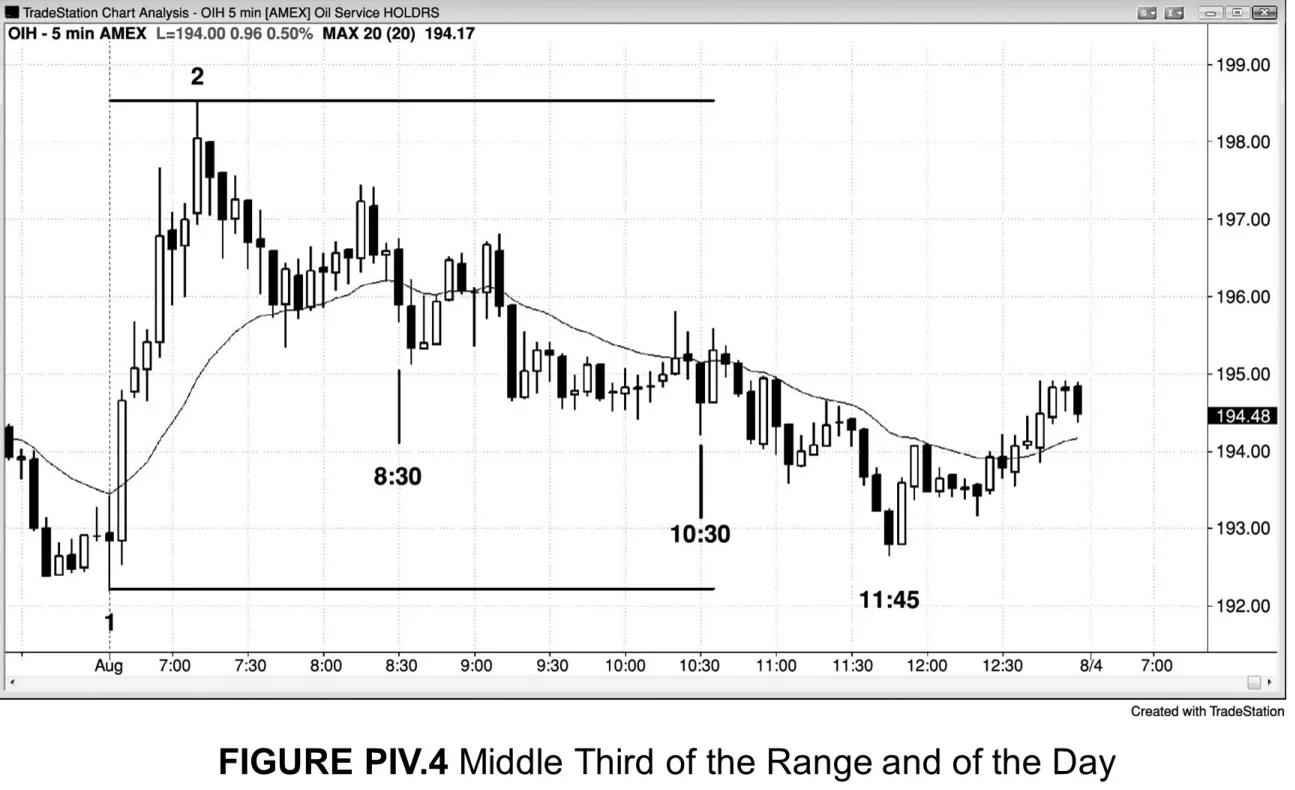 TradeStation Chart Analysis - OIH 5 min [AMEX] Oil Service HOLDRS
OIH - 5 min AMEX L=194.00 0.96 0.50% MAX 20 (20) 194.17
199.00
2
198.00
197.00
196.00
195.00
194.48
194.00
8:30
193.00
10:30
11:45
192.00
1
Aug 7:00 7:30 8:00 8:30 9:00 9:30 10:00 10:30 11:00 11:30 12:00 12:30 8/4 7:00
Created with TradeStation
FIGURE PIV.4 Middle Third of the Range and of the Day